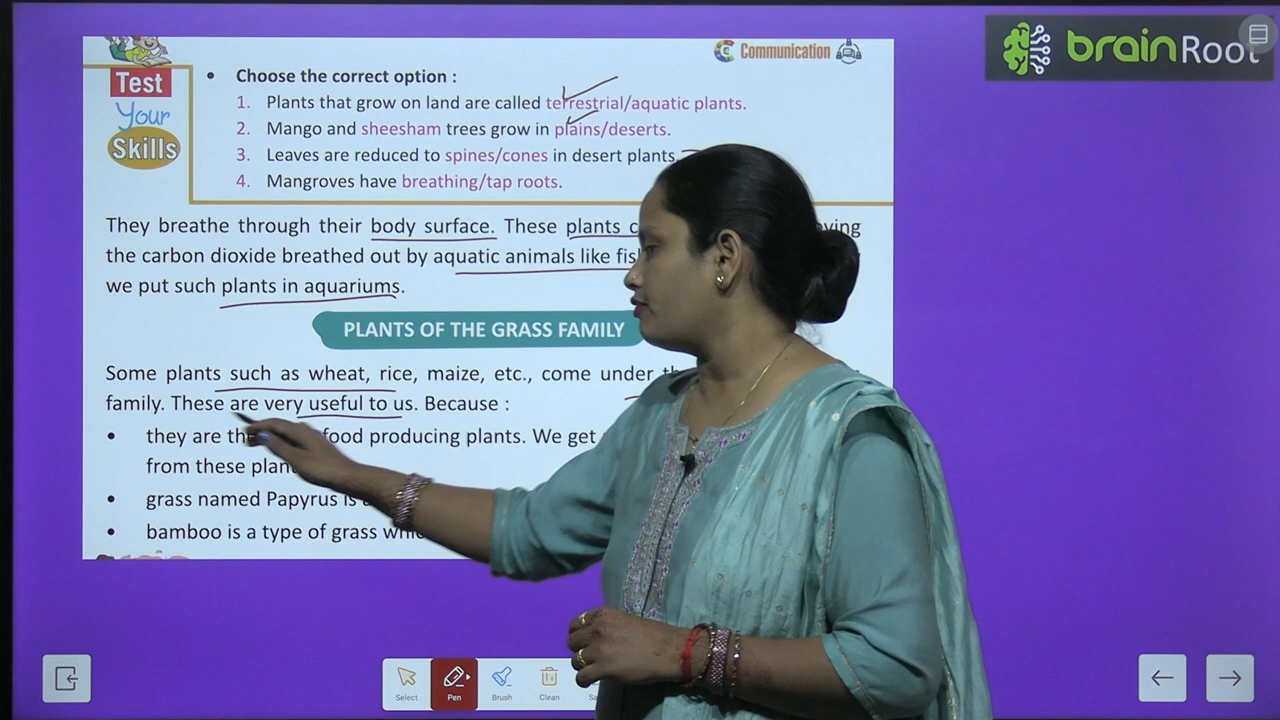 brainRoot
Communication
Test
Your
Skills
• Choose the correct option :
1. Plants that grow on land are called terrestrial/aquatic plants.
2. Mango and sheesham trees grow in plains/deserts.
3. Leaves are reduced to spines/cones in desert plants.
4. Mangroves have breathing/tap roots.
They breathe through their body surface. These plants
the carbon dioxide breathed out by aquatic animals like
we put such plants in aquariums.
PLANTS OF THE GRASS FAMILY
Some plants such as wheat, rice, maize, etc., come under
family. These are very useful to us. Because :
• they are food producing plants. We get
from these
• grass named Papyrus is
• bamboo is a type of grass
Select
Pen
Brush
Clean